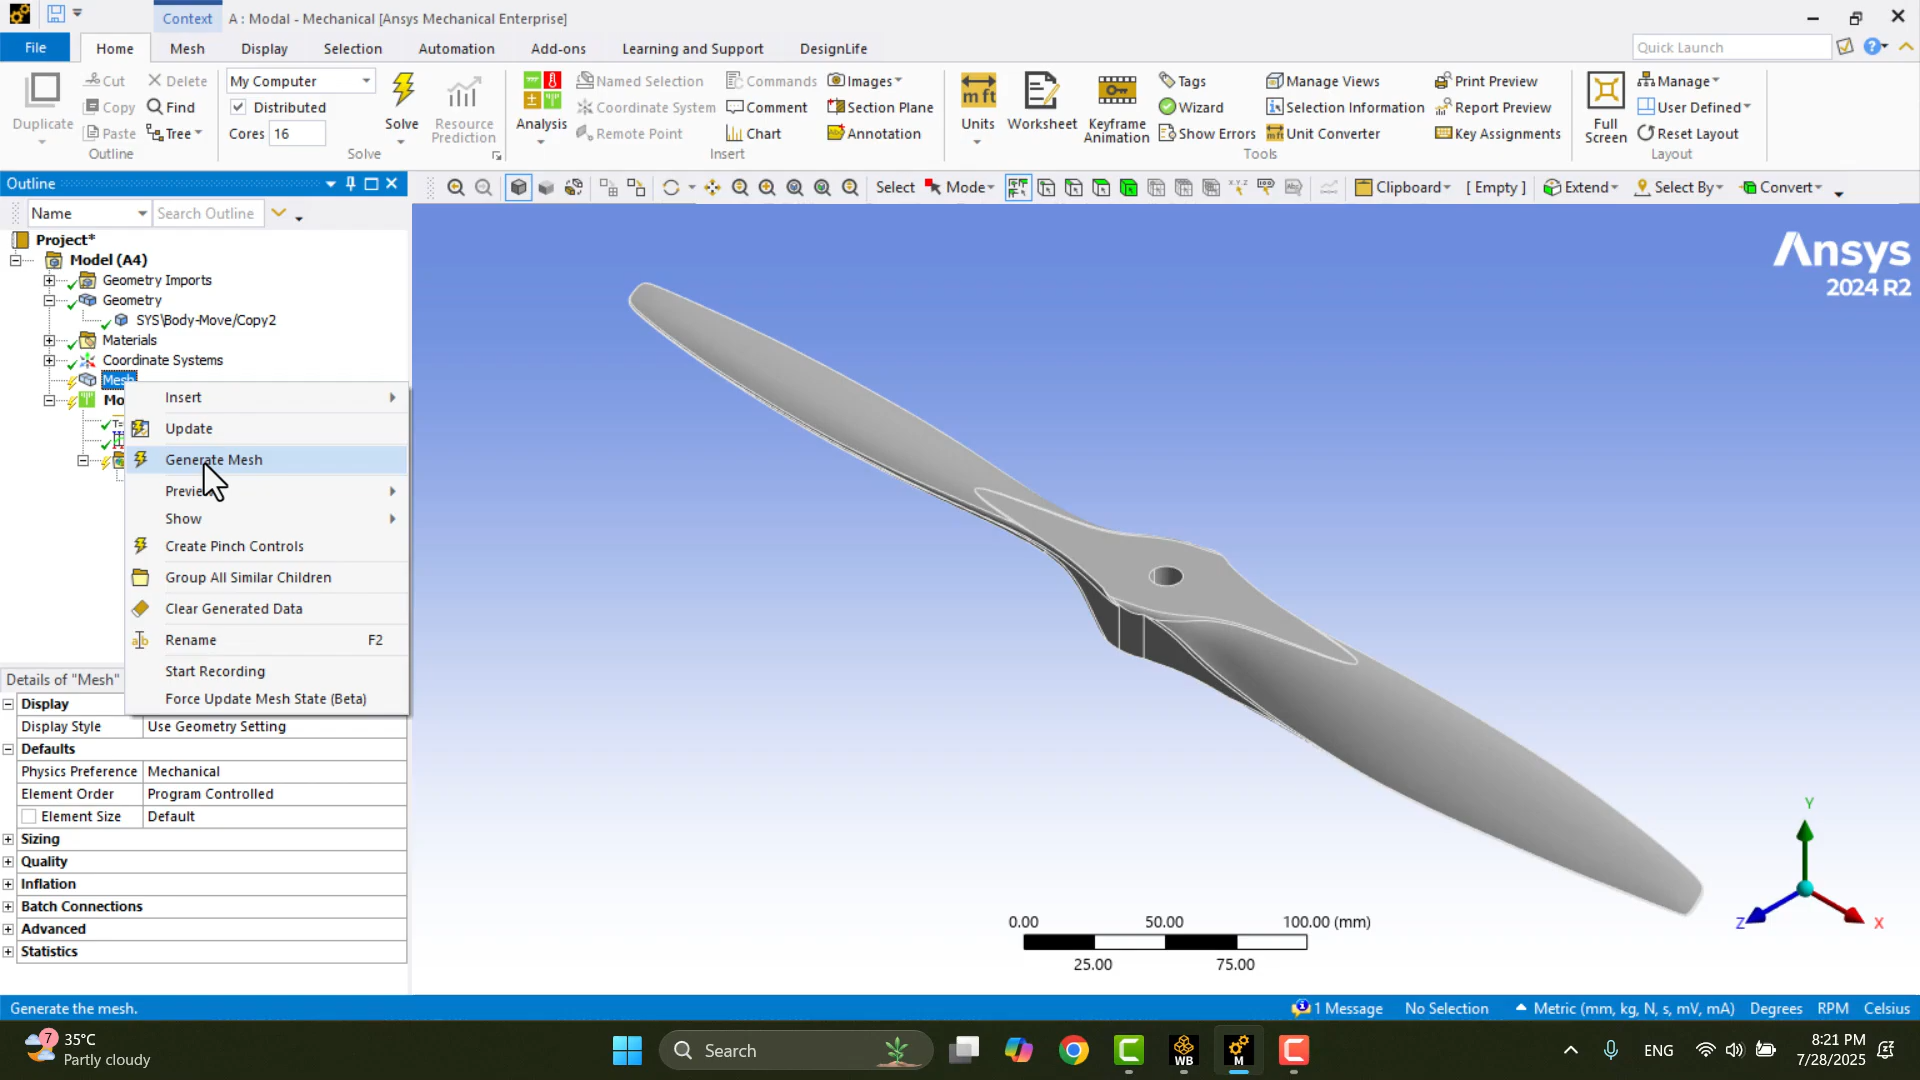 Context
A : Modal - Mechanical [Ansys Mechanical Enterprise]
File
Home
Mesh
Display
Selection
Automation
Add-ons
Learning and Support
DesignLife
Quick Launch
Duplicate
Cut
Copy
Paste
Delete
Find
Tree
Outline
My Computer
Distributed
Cores 16
Solve
Resource
Prediction
Solve
Analysis
Named Selection
Coordinate System
Remote Point
Commands
Comment
Chart
Images
Section Plane
Annotation
Insert
Units
Worksheet
Keyframe
Animation
Tags
Wizard
Show Errors
Manage Views
Selection Information
Unit Converter
Print Preview
Report Preview
Key Assignments
Tools
Full
Screen
Manage
User Defined
Reset Layout
Layout
Outline
Select
Mode
Clipboard
[ Empty ]
Extend
Select By
Convert
Name
Search Outline
Project*
Model (A4)
Geometry Imports
Geometry
SYS\Body-Move/Copy2
Materials
Coordinate Systems
Mesh
Mo
T=
Insert
Update
Generate Mesh
Preview
Show
Create Pinch Controls
Group All Similar Children
Clear Generated Data
Rename F2
Start Recording
Force Update Mesh State (Beta)
Details of "Mesh"
Display
Display Style Use Geometry Setting
Defaults
Physics Preference Mechanical
Element Order Program Controlled
Element Size Default
Sizing
Quality
Inflation
Batch Connections
Advanced
Statistics
Ansys
2024 R2
0.00 50.00 100.00 (mm)
25.00 75.00
Y
Z
X
Generate the mesh.
1 Message
No Selection
Metric (mm, kg, N, s, mV, mA)
Degrees
RPM
Celsius
7
35°C
Partly cloudy
Search
WB
M
ENG
8:21 PM
7/28/2025